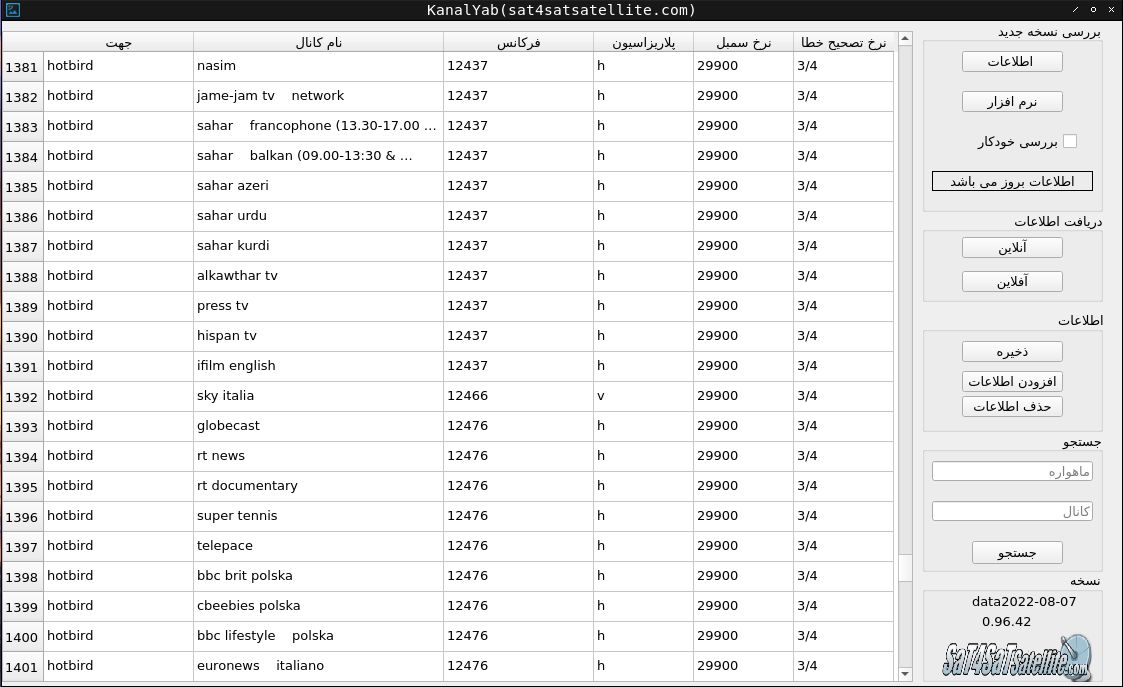 KanalYab(sat4satsatellite.com)
جهت نام کانال فرکانس پلاریزاسیون نرخ سمبل نرخ تصحیح خطا
1381 hotbird nasim 12437 h 29900 3/4
1382 hotbird jame-jam tv network 12437 h 29900 3/4
1383 hotbird sahar francophone (13.30-17.00 ... 12437 h 29900 3/4
1384 hotbird sahar balkan (09.00-13:30 & ... 12437 h 29900 3/4
1385 hotbird sahar azeri 12437 h 29900 3/4
1386 hotbird sahar urdu 12437 h 29900 3/4
1387 hotbird sahar kurdi 12437 h 29900 3/4
1388 hotbird alkawthar tv 12437 h 29900 3/4
1389 hotbird press tv 12437 h 29900 3/4
1390 hotbird hispan tv 12437 h 29900 3/4
1391 hotbird ifilm english 12437 h 29900 3/4
1392 hotbird sky italia 12466 v 29900 3/4
1393 hotbird globecast 12476 h 29900 3/4
1394 hotbird rt news 12476 h 29900 3/4
1395 hotbird rt documentary 12476 h 29900 3/4
1396 hotbird super tennis 12476 h 29900 3/4
1397 hotbird telepace 12476 h 29900 3/4
1398 hotbird bbc brit polska 12476 h 29900 3/4
1399 hotbird cbeebies polska 12476 h 29900 3/4
1400 hotbird bbc lifestyle polska 12476 h 29900 3/4
1401 hotbird euronews italiano 12476 h 29900 3/4
بررسی نسخه جدید
اطلاعات
نرم افزار
بررسی خودکار
اطلاعات بروز می باشد
دریافت اطلاعات
آنلاین
آفلاین
اطلاعات
ذخیره
افزودن اطلاعات
حذف اطلاعات
جستجو
ماهواره
کانال
جستجو
نسخه
data2022-08-07
0.96.42
SaT4SaTsatellite.com